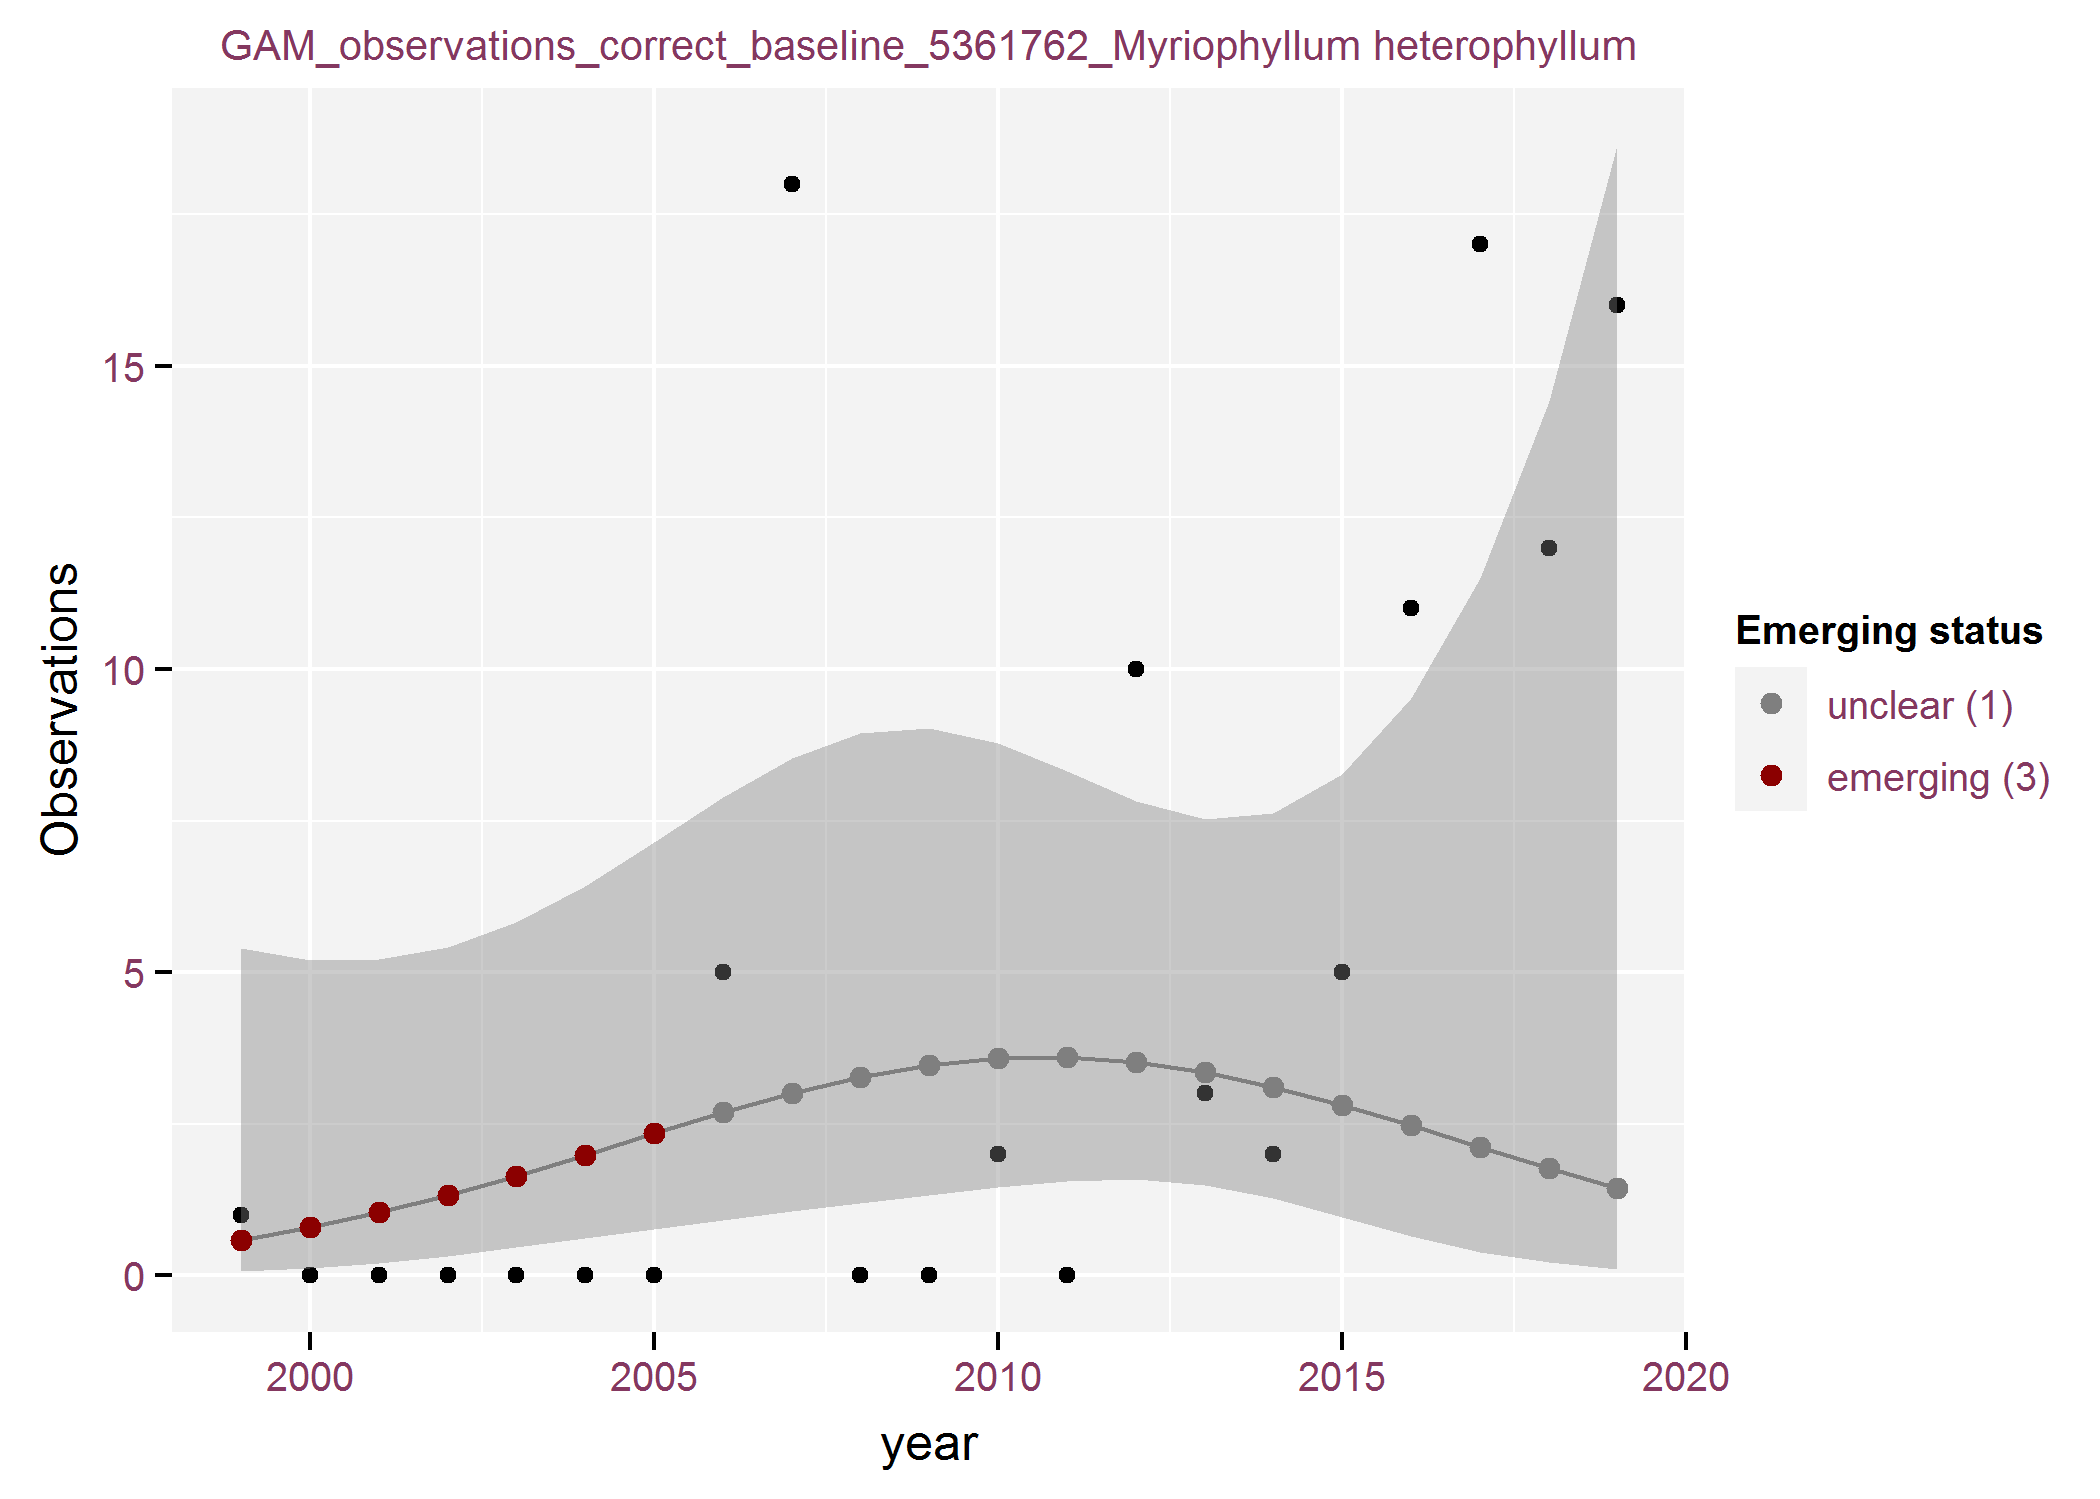 GAM_observations_correct_baseline_5361762_Myriophyllum heterophyllum
Observations
15
10
5
0
2000 2005 2010 2015 2020
year
Emerging status
unclear (1)
emerging (3)